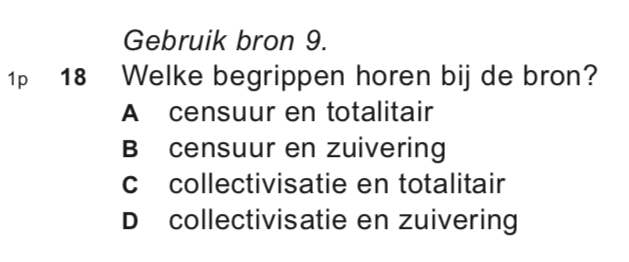 Gebruik bron 9.
1p 18 Welke begrippen horen bij de bron?
A censuur en totalitair
B censuur en zuivering
C collectivisatie en totalitair
D collectivisatie en zuivering